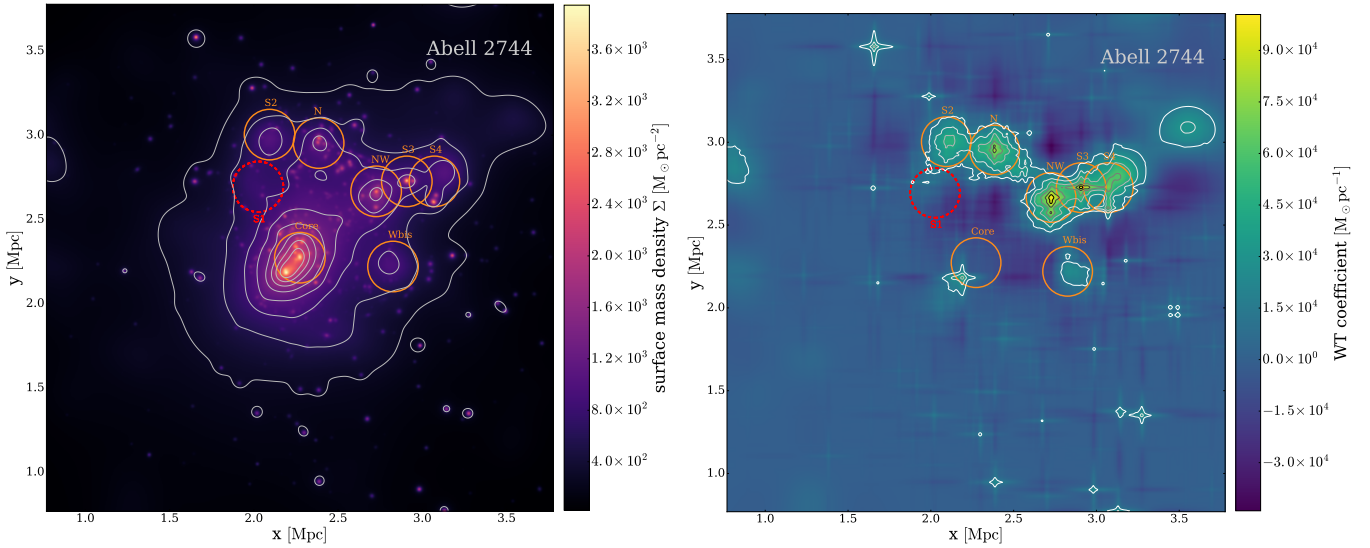 Abell 2744
S2
N
NW
S3
S4
S1
Core
Wbis
3.5
3.0
2.5
2.0
1.5
1.0
y [Mpc]
1.0
1.5
2.0
2.5
3.0
3.5
x [Mpc]
3.6×10³
3.2×10³
2.8×10³
2.4×10³
2.0×10³
1.6×10³
1.2×10³
8.0×10²
4.0×10²
surface mass density Σ [M⊙ pc⁻²]
Abell 2744
S2
N
NW
S3
Core
Wbis
3.5
3.0
2.5
2.0
1.5
1.0
y [Mpc]
1.0
1.5
2.0
2.5
3.0
3.5
x [Mpc]
9.0×10⁴
7.5×10⁴
6.0×10⁴
4.5×10⁴
3.0×10⁴
1.5×10⁴
0.0×10⁰
−1.5×10⁴
−3.0×10⁴
WT coefficient [M⊙ pc⁻¹]